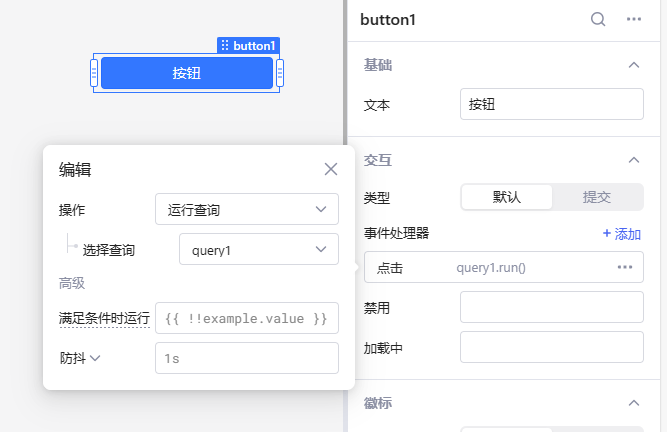 button1
按钮
编辑
操作
运行查询
选择查询
query1
高级
满足条件时运行
{{ !!example.value }}
防抖
1s
button1
基础
文本
按钮
交互
类型
默认
提交
事件处理器
+ 添加
点击
query1.run()
禁用
加载中
徽标